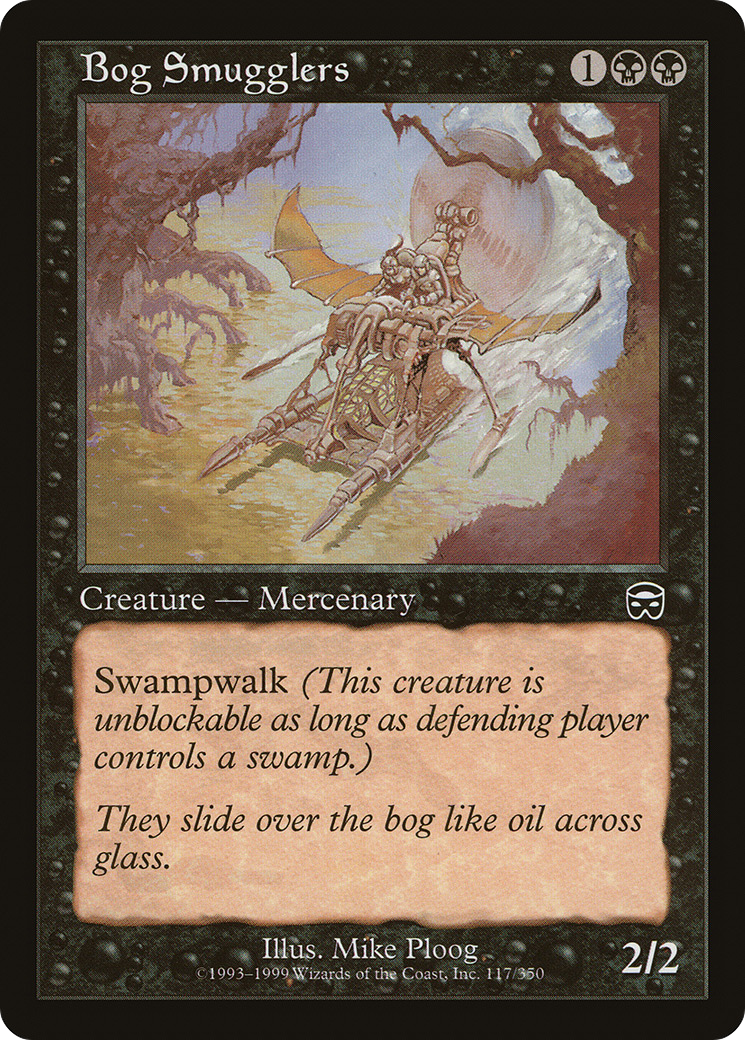 Bog Smugglers 1
Creature — Mercenary
Swampwalk (This creature is
unblockable as long as defending player
controls a swamp.)
They slide over the bog like oil across
glass.
Illus. Mike Ploog
©1993–1999 Wizards of the Coast, Inc. 117/350
2/2